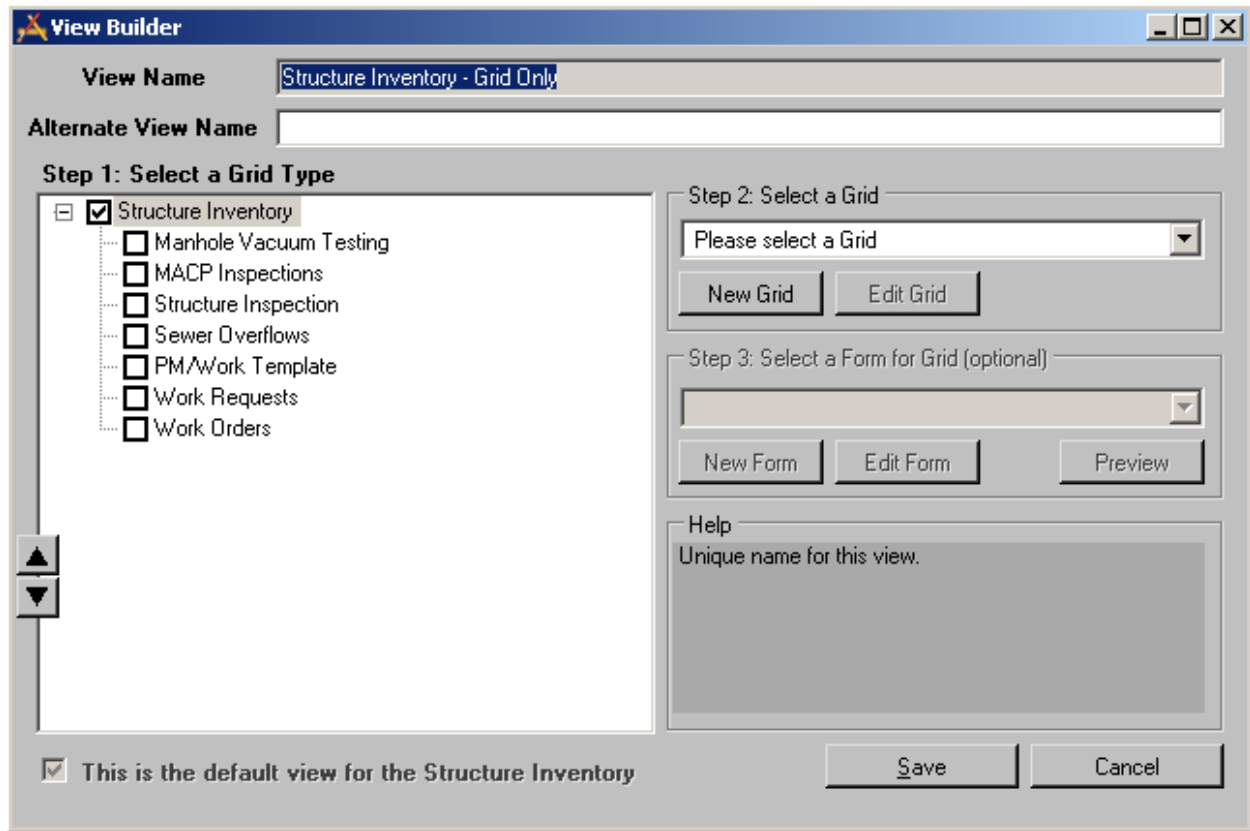 View Builder
View Name
Structure Inventory - Grid Only
Alternate View Name
Step 1: Select a Grid Type
Structure Inventory
Manhole Vacuum Testing
MACP Inspections
Structure Inspection
Sewer Overflows
PM/Work Template
Work Requests
Work Orders
This is the default view for the Structure Inventory
Step 2: Select a Grid
Please select a Grid
New Grid Edit Grid
Step 3: Select a Form for Grid (optional)
New Form Edit Form Preview
Help
Unique name for this view.
Save Cancel